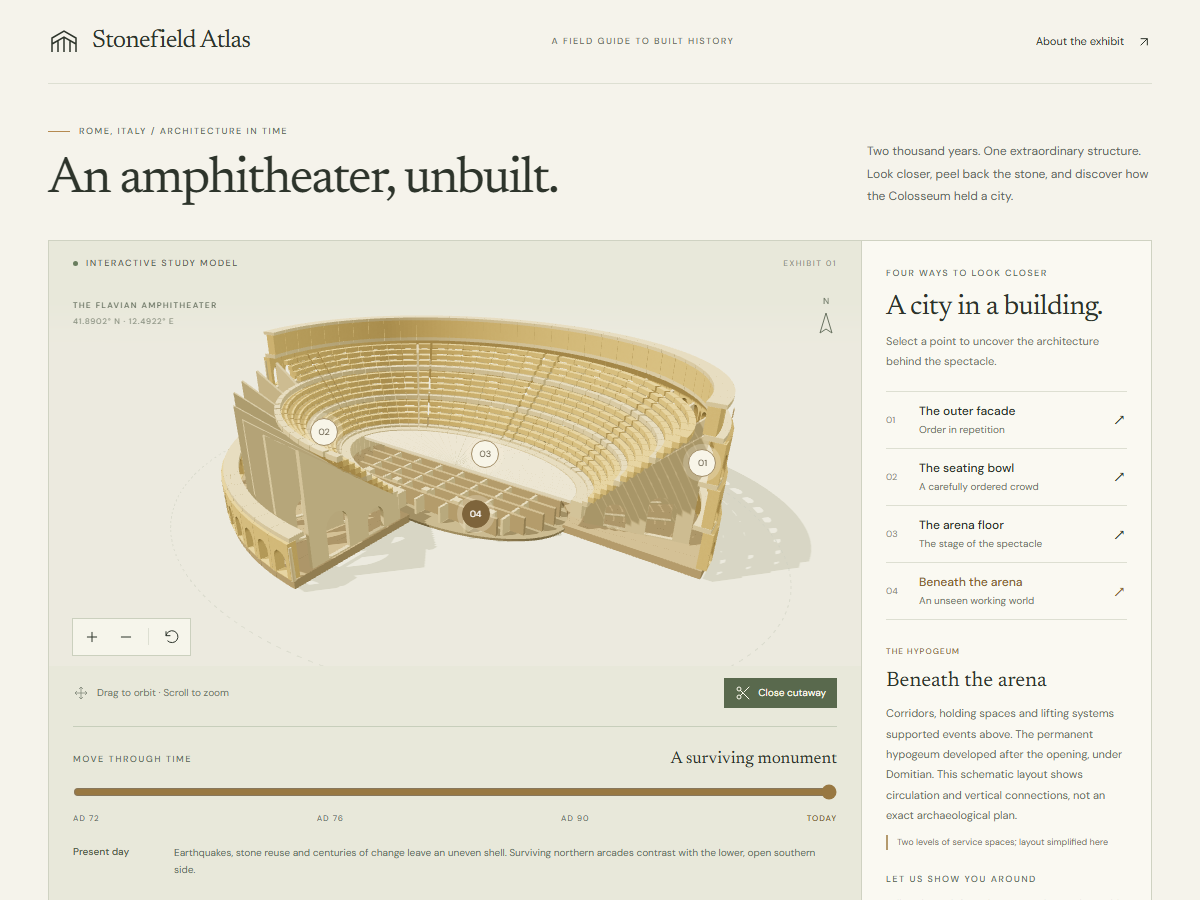 Stonefield Atlas
A FIELD GUIDE TO BUILT HISTORY
About the exhibit
ROME, ITALY / ARCHITECTURE IN TIME
An amphitheater, unbuilt.
Two thousand years. One extraordinary structure.
Look closer, peel back the stone, and discover how
the Colosseum held a city.
INTERACTIVE STUDY MODEL
EXHIBIT 01
THE FLAVIAN AMPHITHEATER
41.8902° N · 12.4922° E
N
02
03
01
04
Drag to orbit · Scroll to zoom
Close cutaway
MOVE THROUGH TIME
A surviving monument
AD 72
AD 76
AD 90
TODAY
Present day
Earthquakes, stone reuse and centuries of change leave an uneven shell. Surviving northern arcades contrast with the lower, open southern
side.
FOUR WAYS TO LOOK CLOSER
A city in a building.
Select a point to uncover the architecture
behind the spectacle.
01
The outer facade
Order in repetition
02
The seating bowl
A carefully ordered crowd
03
The arena floor
The stage of the spectacle
04
Beneath the arena
An unseen working world
THE HYPOGEUM
Beneath the arena
Corridors, holding spaces and lifting systems
supported events above. The permanent
hypogeum developed after the opening, under
Domitian. This schematic layout shows
circulation and vertical connections, not an
exact archaeological plan.
Two levels of service spaces; layout simplified here
LET US SHOW YOU AROUND